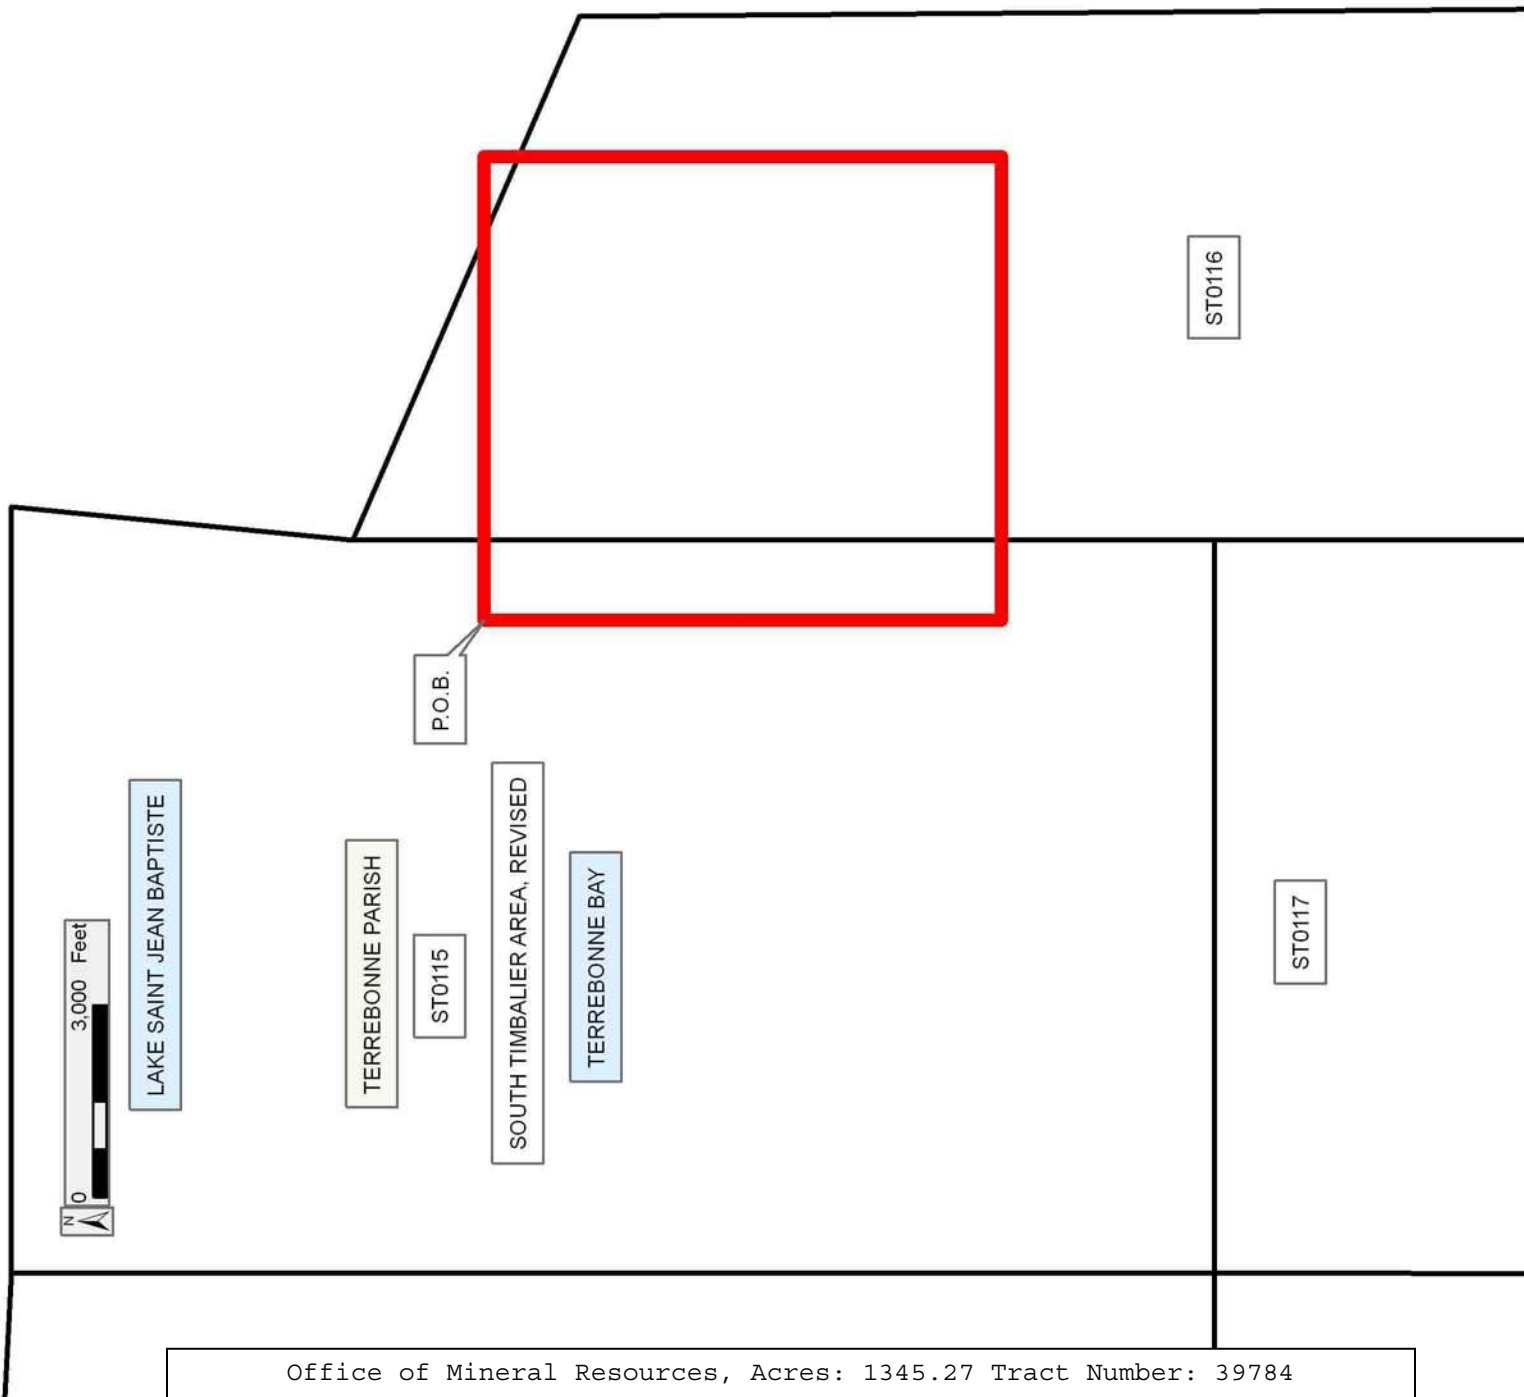 N
0 3,000 Feet
LAKE SAINT JEAN BAPTISTE
TERREBONNE PARISH
ST0115
P.O.B.
SOUTH TIMBALIER AREA, REVISED
TERREBONNE BAY
ST0116
ST0117
Office of Mineral Resources, Acres: 1345.27 Tract Number: 39784